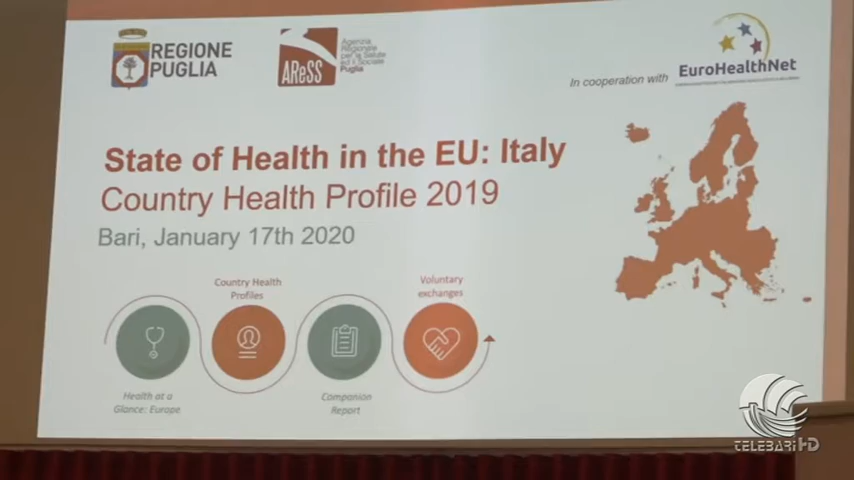 REGIONE
PUGLIA
AReSS
Agenzia
Regionale
per la Salute
ed il Sociale
Puglia
In cooperation with
EuroHealthNet
State of Health in the EU: Italy
Country Health Profile 2019
Bari, January 17th 2020
Country Health
Profiles
Voluntary
exchanges
Health at a
Glance: Europe
Companion
Report
TELEBARI HD